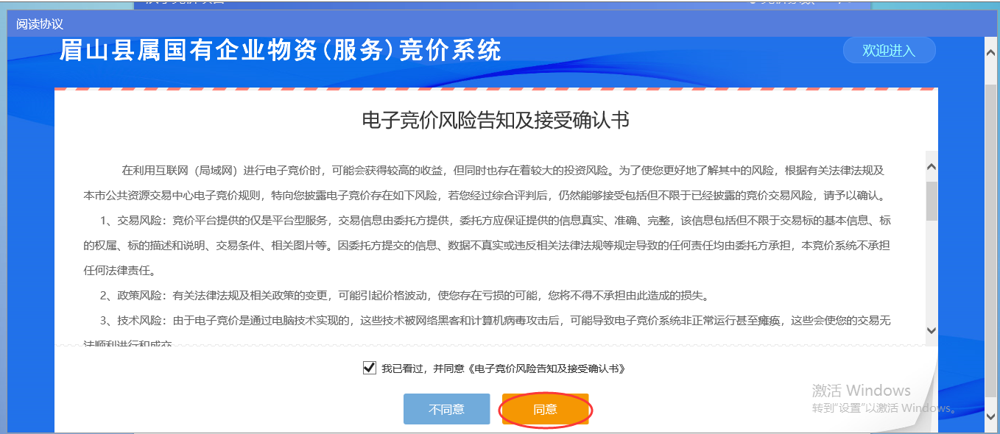 阅读协议
眉山县属国有企业物资(服务)竞价系统
欢迎进入
电子竞价风险告知及接受确认书
在利用互联网（局域网）进行电子竞价时，可能会获得较高的收益，但同时也存在着较大的投资风险。为了使您更好地了解其中的风险，根据有关法律法规及
本市公共资源交易中心电子竞价规则，特向您披露电子竞价存在如下风险，若您经过综合评判后，仍然能够接受包括但不限于已经披露的竞价交易风险，请予以确认。
1、交易风险：竞价平台提供的仅是平台型服务，交易信息由委托方提供，委托方应保证提供的信息真实、准确、完整，该信息包括但不限于交易标的基本信息、标
的权属、标的描述和说明、交易条件、相关图片等。因委托方提交的信息、数据不真实或违反相关法律法规等规定导致的任何责任均由委托方承担，本竞价系统不承担
任何法律责任。
2、政策风险：有关法律法规及相关政策的变更，可能引起价格波动，使您存在亏损的可能，您将不得不承担由此造成的损失。
3、技术风险：由于电子竞价是通过电脑技术实现的，这些技术被网络黑客和计算机病毒攻击后，可能导致电子竞价系统非正常运行甚至瘫痪，这些会使您的交易无
法顺利进行和成交
我已看过，并同意《电子竞价风险告知及接受确认书》
不同意
同意
激活 Windows
转到"设置"以激活 Windows。